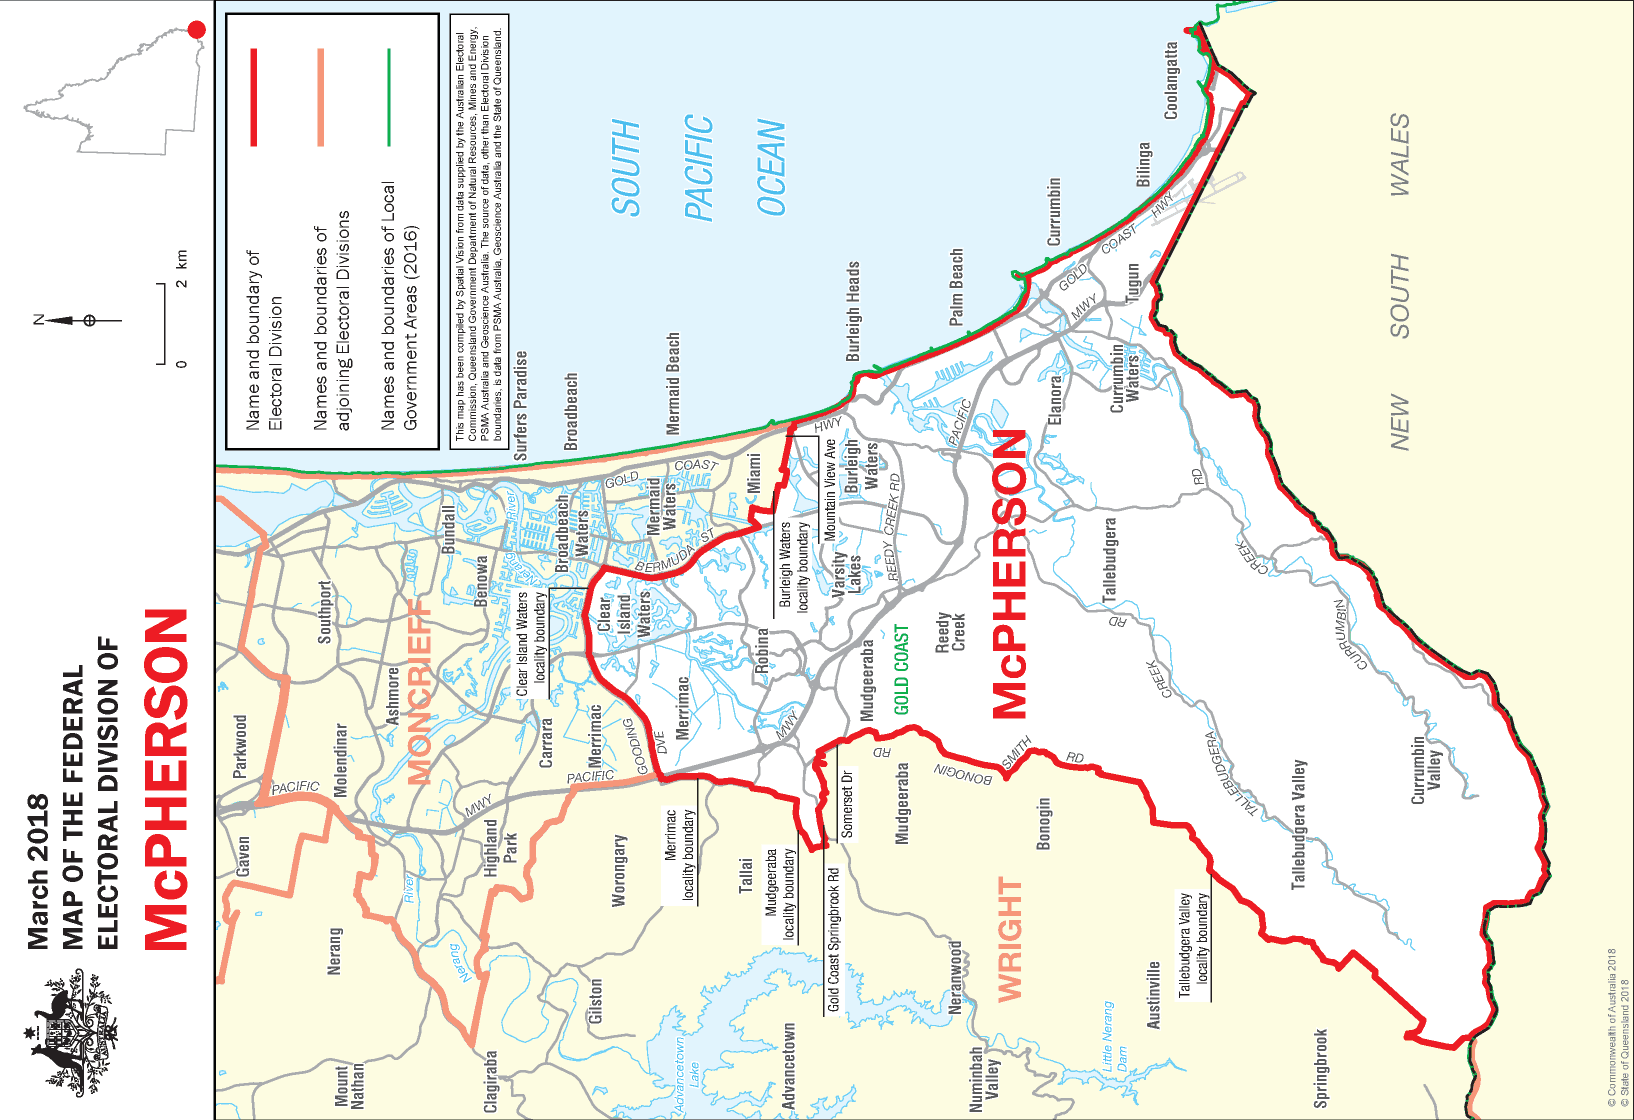 March 2018
MAP OF THE FEDERAL
ELECTORAL DIVISION OF
McPHERSON
N
0 2 km
Name and boundary of
Electoral Division
Names and boundaries of
adjoining Electoral Divisions
Names and boundaries of Local
Government Areas (2016)
This map has been compiled by Spatial Vision from data supplied by the Australian Electoral
Commission, Queensland Government Department of Natural Resources, Mines and Energy,
PSMA Australia and Geoscience Australia. The source of data, other than Electoral Division
boundaries, is data from PSMA Australia, Geoscience Australia and the State of Queensland.
SOUTH
PACIFIC
OCEAN
Surfers Paradise
Broadbeach
Mermaid Beach
Burleigh Heads
Palm Beach
Currumbin
Bilinga
Coolangatta
Parkwood
Gaven
PACIFIC
MWY
Southport
Molendinar
Nerang
Mount
Nathan
Ashmore
MONCRIEFF
River
Nerang
Bundall
Benowa
Nerang
River
Highland
Park
Clagiraba
Carrara
Clear Island Waters
locality boundary
Broadbeach
Waters
PACIFIC
Merrimac
Gilston
Worongary
GOLD
COAST
Clear
Island
Waters
Mermaid
Waters
BERMUDA ST
GOODING
DVE
Merrimac
Merrimac
locality boundary
Advancetown
Lake
Miami
Robina
Tallai
MWY
Burleigh Waters
locality boundary
Mudgeeraba
locality boundary
Advancetown
HWY
Mountain View Ave
Burleigh
Waters
Varsity
Lakes
Somerset Dr
Gold Coast Springbrook Rd
REEDY CREEK RD
Mudgeeraba
RD
GOLD COAST
Mudgeeraba
Reedy
Creek
BONOGIN
Neranwood
Numinbah
Valley
PACIFIC
McPHERSON
SMITH
RD
WRIGHT
Bonogin
Elanora
GOLD
COAST
HWY
MWY
Tugun
Currumbin
Waters
Tallebudgera
RD
CREEK
TALLEBUDGERA
Little Nerang
Dam
Austinville
Tallebudgera Valley
locality boundary
RD
CREEK
CURRUMBIN
Tallebudgera Valley
Springbrook
Currumbin
Valley
NEW SOUTH WALES
© Commonwealth of Australia 2018
© State of Queensland 2018